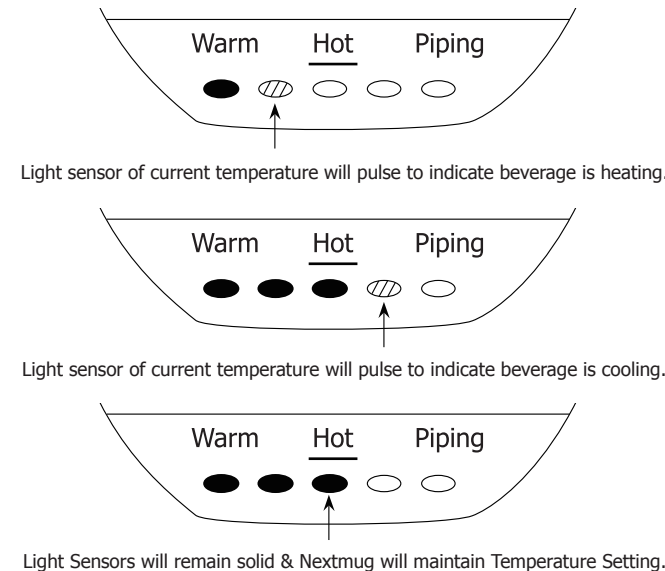 Warm Hot Piping
Light sensor of current temperature will pulse to indicate beverage is heating.
Warm Hot Piping
Light sensor of current temperature will pulse to indicate beverage is cooling.
Warm Hot Piping
Light Sensors will remain solid & Nextmug will maintain Temperature Setting.